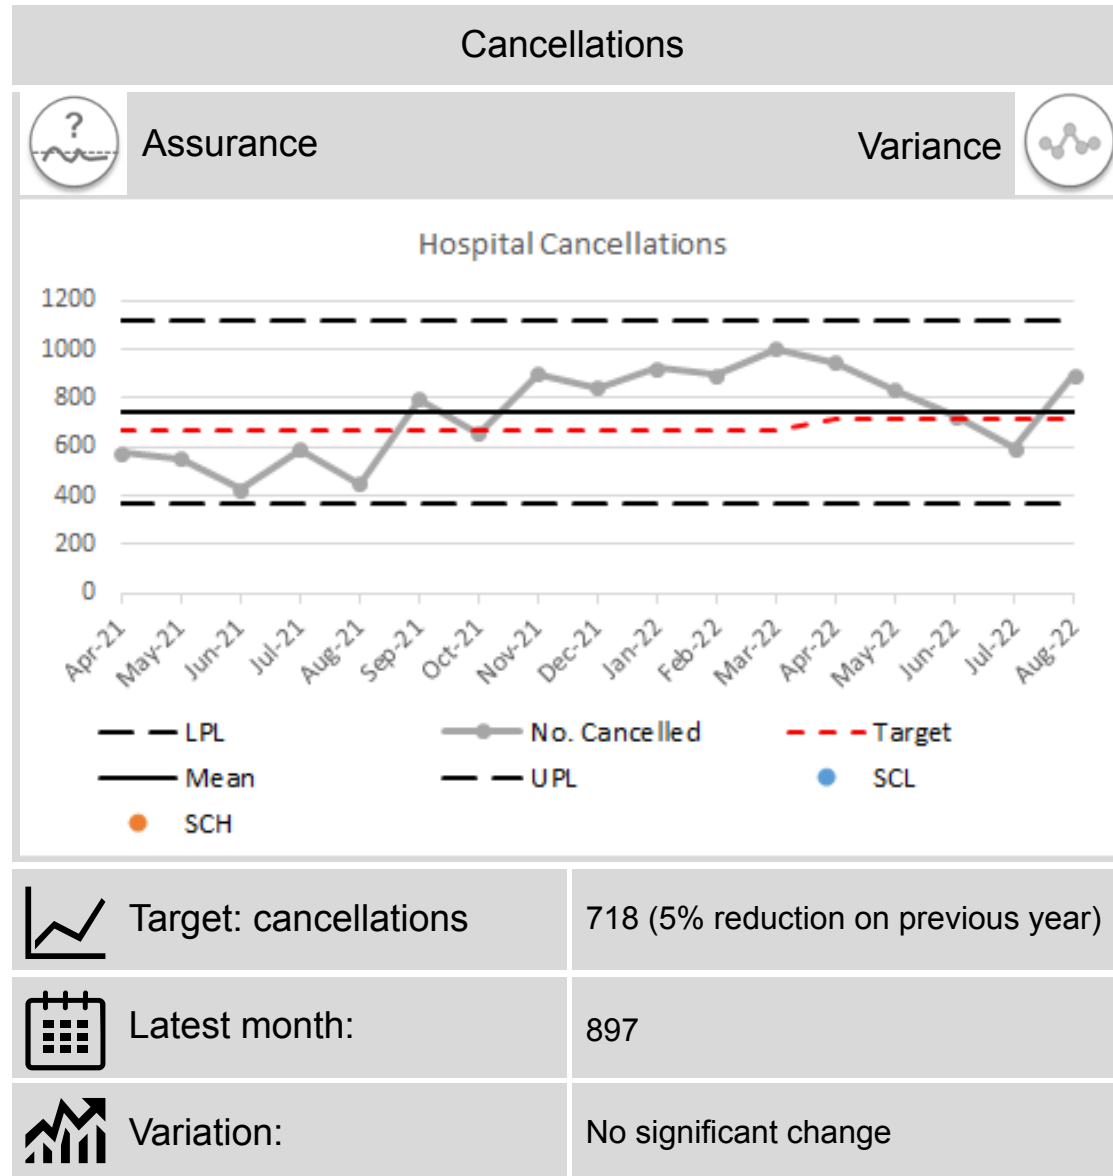 Cancellations
?
Assurance
Variance
Hospital Cancellations
1200
1000
800
600
400
200
0
Apr-21
May-21
Jun-21
Jul-21
Aug-21
Sep-21
Oct-21
Nov-21
Dec-21
Jan-22
Feb-22
Mar-22
Apr-22
May-22
Jun-22
Jul-22
Aug-22
LPL
No. Cancelled
Target
Mean
UPL
SCL
SCH
Target: cancellations
718 (5% reduction on previous year)
Latest month:
897
Variation:
No significant change